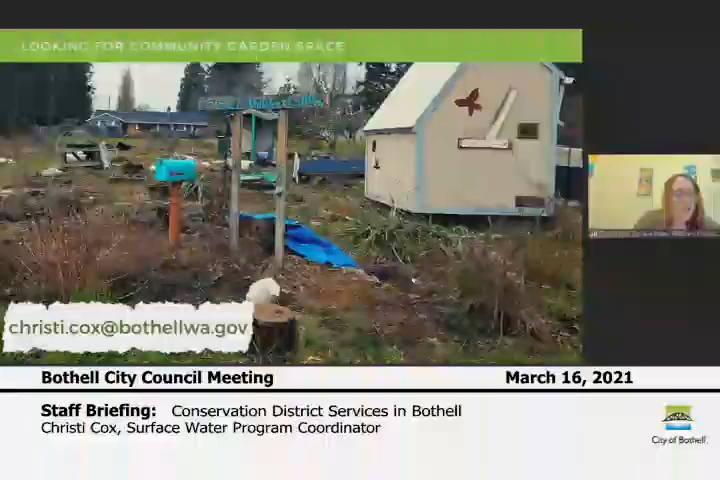 LOOKING FOR COMMUNITY GARDEN SPACE
christi.cox@bothellwa.gov
Bothell City Council Meeting
March 16, 2021
Staff Briefing: Conservation District Services in Bothell
Christi Cox, Surface Water Program Coordinator
City of Bothell